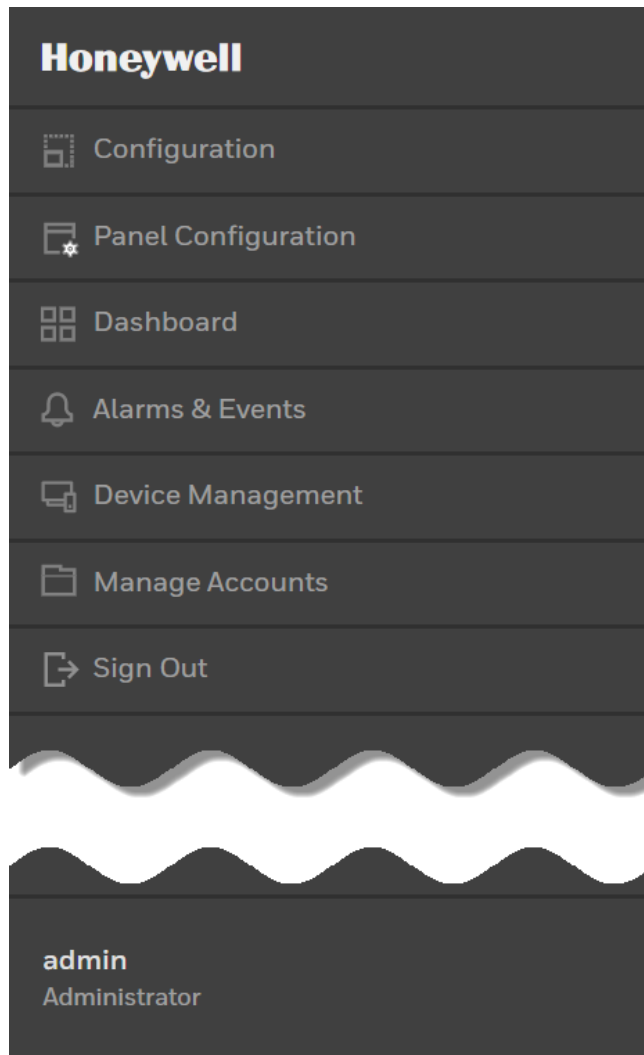 Honeywell
Configuration
Panel Configuration
Dashboard
Alarms & Events
Device Management
Manage Accounts
Sign Out
admin
Administrator